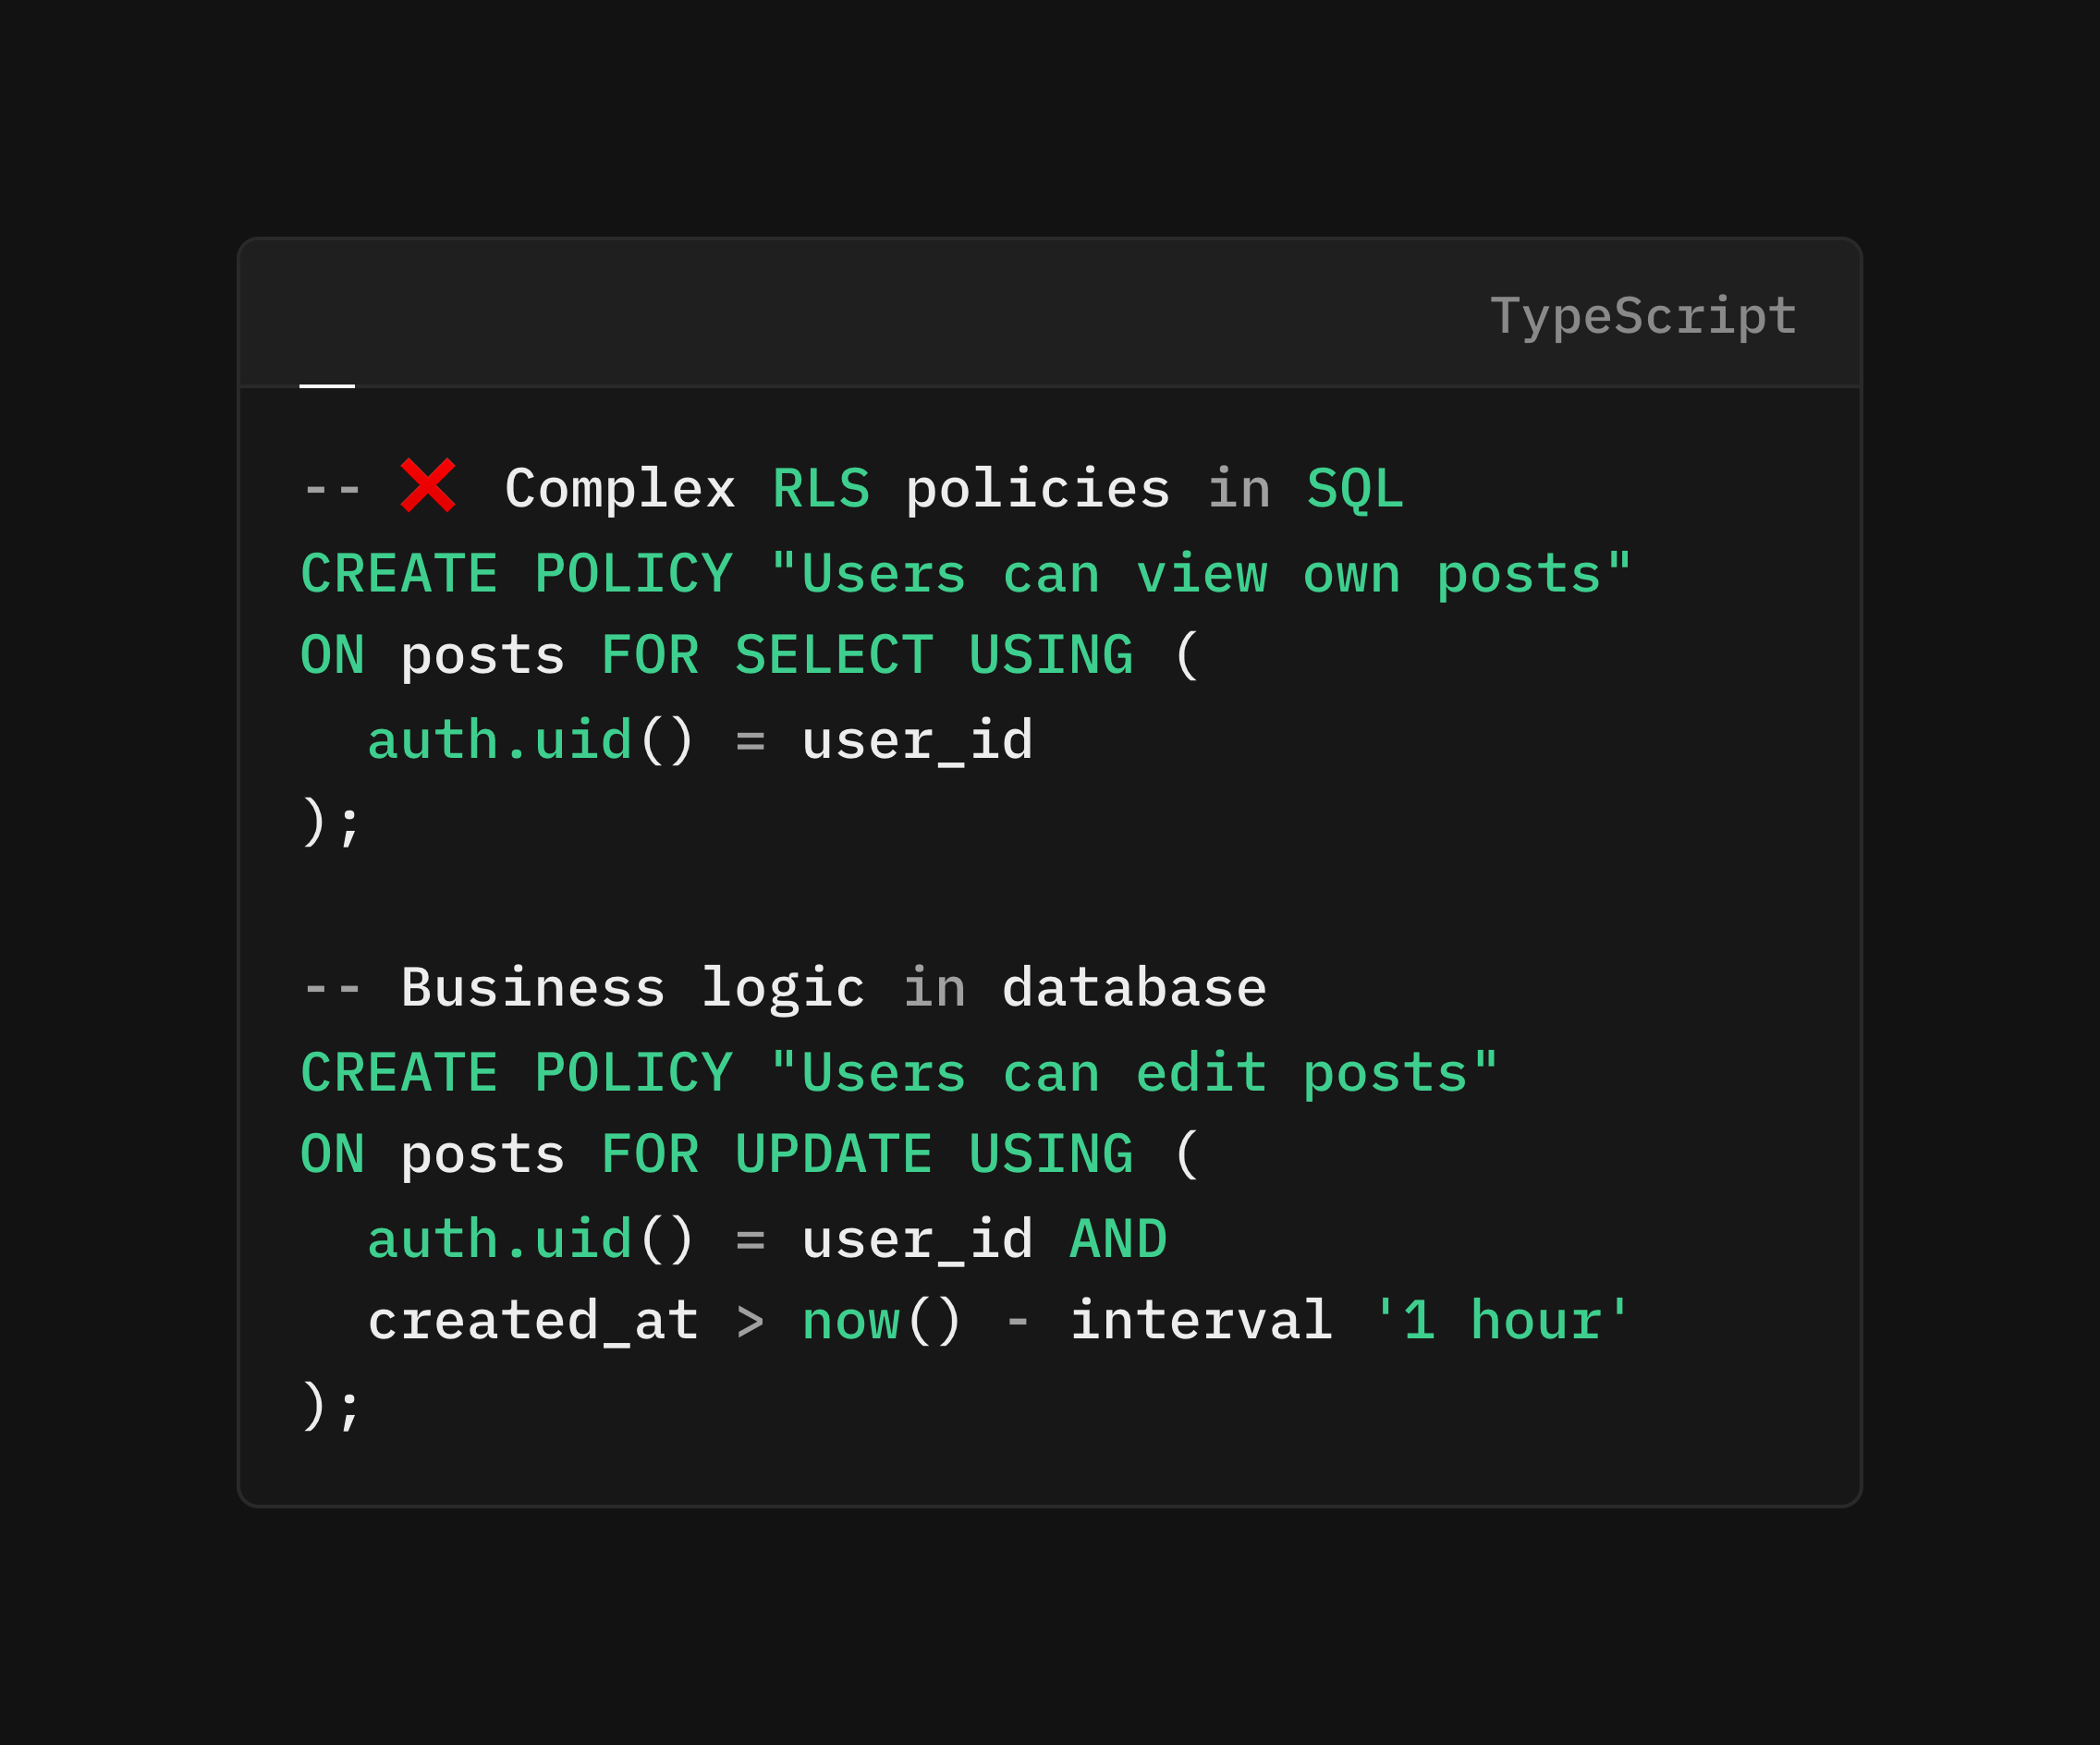 TypeScript
-- ❌ Complex RLS policies in SQL
CREATE POLICY "Users can view own posts"
ON posts FOR SELECT USING (
  auth.uid() = user_id
);
-- Business logic in database
CREATE POLICY "Users can edit posts"
ON posts FOR UPDATE USING (
  auth.uid() = user_id AND
  created_at > now() - interval '1 hour'
);